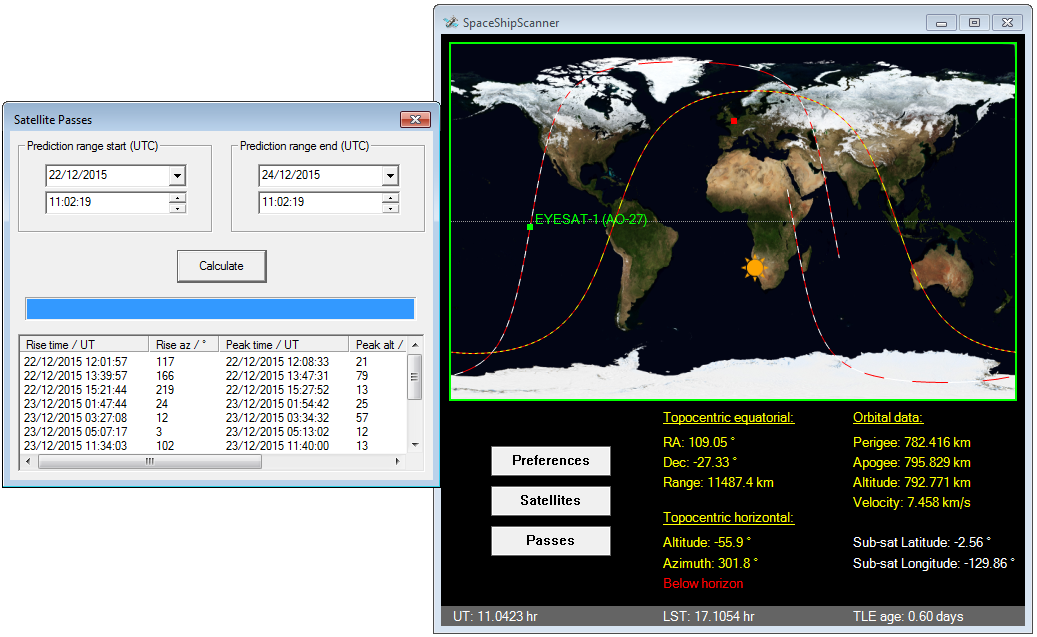 SpaceShipScanner
Satellite Passes
Prediction range start (UTC)
Prediction range end (UTC)
22/12/2015
24/12/2015
11:02:19
11:02:19
Calculate
Rise time / UT Rise az / ° Peak time / UT Peak alt /
22/12/2015 12:01:57 117 22/12/2015 12:08:33 21
22/12/2015 13:39:57 166 22/12/2015 13:47:31 79
22/12/2015 15:21:44 219 22/12/2015 15:27:52 13
23/12/2015 01:47:44 24 23/12/2015 01:54:42 25
23/12/2015 03:27:08 12 23/12/2015 03:34:32 57
23/12/2015 05:07:17 3 23/12/2015 05:13:02 12
23/12/2015 11:34:03 102 23/12/2015 11:40:00 13
EYESAT-1 (AO-27)
Preferences
Satellites
Passes
Topocentric equatorial:
RA: 109.05 °
Dec: -27.33 °
Range: 11487.4 km
Topocentric horizontal:
Altitude: -55.9 °
Azimuth: 301.8 °
Below horizon
Orbital data:
Perigee: 782.416 km
Apogee: 795.829 km
Altitude: 792.771 km
Velocity: 7.458 km/s
Sub-sat Latitude: -2.56 °
Sub-sat Longitude: -129.86 °
UT: 11.0423 hr
LST: 17.1054 hr
TLE age: 0.60 days